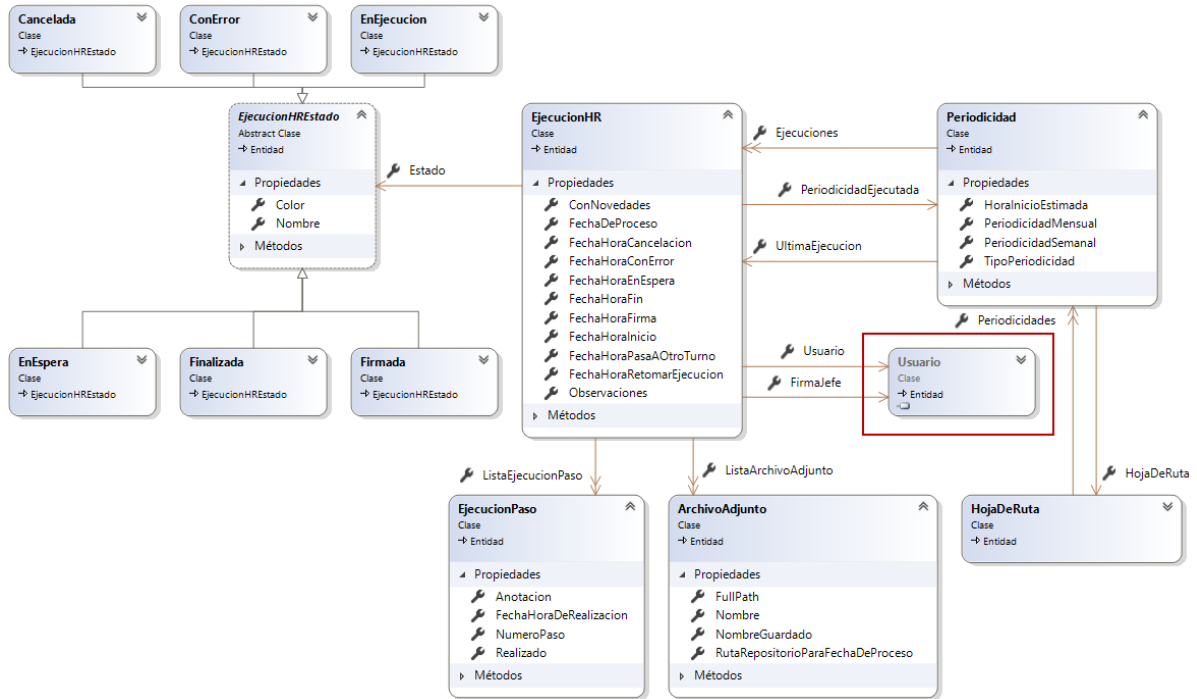 Cancelada
Clase
EjecucionHREstado
ConError
Clase
EjecucionHREstado
EnEjecucion
Clase
EjecucionHREstado
EjecucionHREstado
Abstract Clase
Entidad
Propiedades
Color
Nombre
Métodos
Estado
EjecucionHR
Clase
Entidad
Propiedades
ConNovedades
FechaDeProceso
FechaHoraCancelacion
FechaHoraConError
FechaHoraEnEspera
FechaHoraFin
FechaHoraFirma
FechaHoraInicio
FechaHoraPasaAOtroTurno
FechaHoraRetomarEjecucion
Observaciones
Métodos
Ejecuciones
PeriodicidadEjecutada
UltimaEjecucion
Periodicidad
Clase
Entidad
Propiedades
HoraInicioEstimada
PeriodicidadMensual
PeriodicidadSemanal
TipoPeriodicidad
Métodos
Periodicidades
EnEspera
Clase
EjecucionHREstado
Finalizada
Clase
EjecucionHREstado
Firmada
Clase
EjecucionHREstado
Usuario
FirmaJefe
Usuario
Clase
Entidad
ListaEjecucionPaso
ListaArchivoAdjunto
HojaDeRuta
EjecucionPaso
Clase
Entidad
Propiedades
Anotacion
FechaHoraDeRealizacion
NumeroPaso
Realizado
Métodos
ArchivoAdjunto
Clase
Entidad
Propiedades
FullPath
Nombre
NombreGuardado
RutaRepositorioParaFechaDeProceso
Métodos
HojaDeRuta
Clase
Entidad